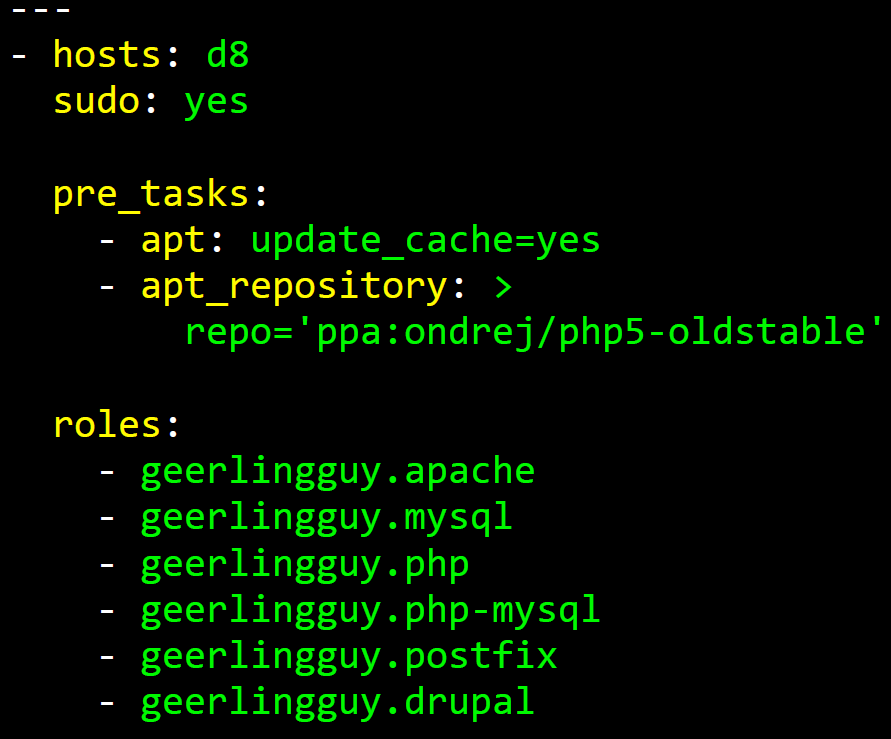 ---
- hosts: d8
  sudo: yes

  pre_tasks:
    - apt: update_cache=yes
    - apt_repository: >
        repo='ppa:ondrej/php5-oldstable'

  roles:
    - geerlingguy.apache
    - geerlingguy.mysql
    - geerlingguy.php
    - geerlingguy.php-mysql
    - geerlingguy.postfix
    - geerlingguy.drupal